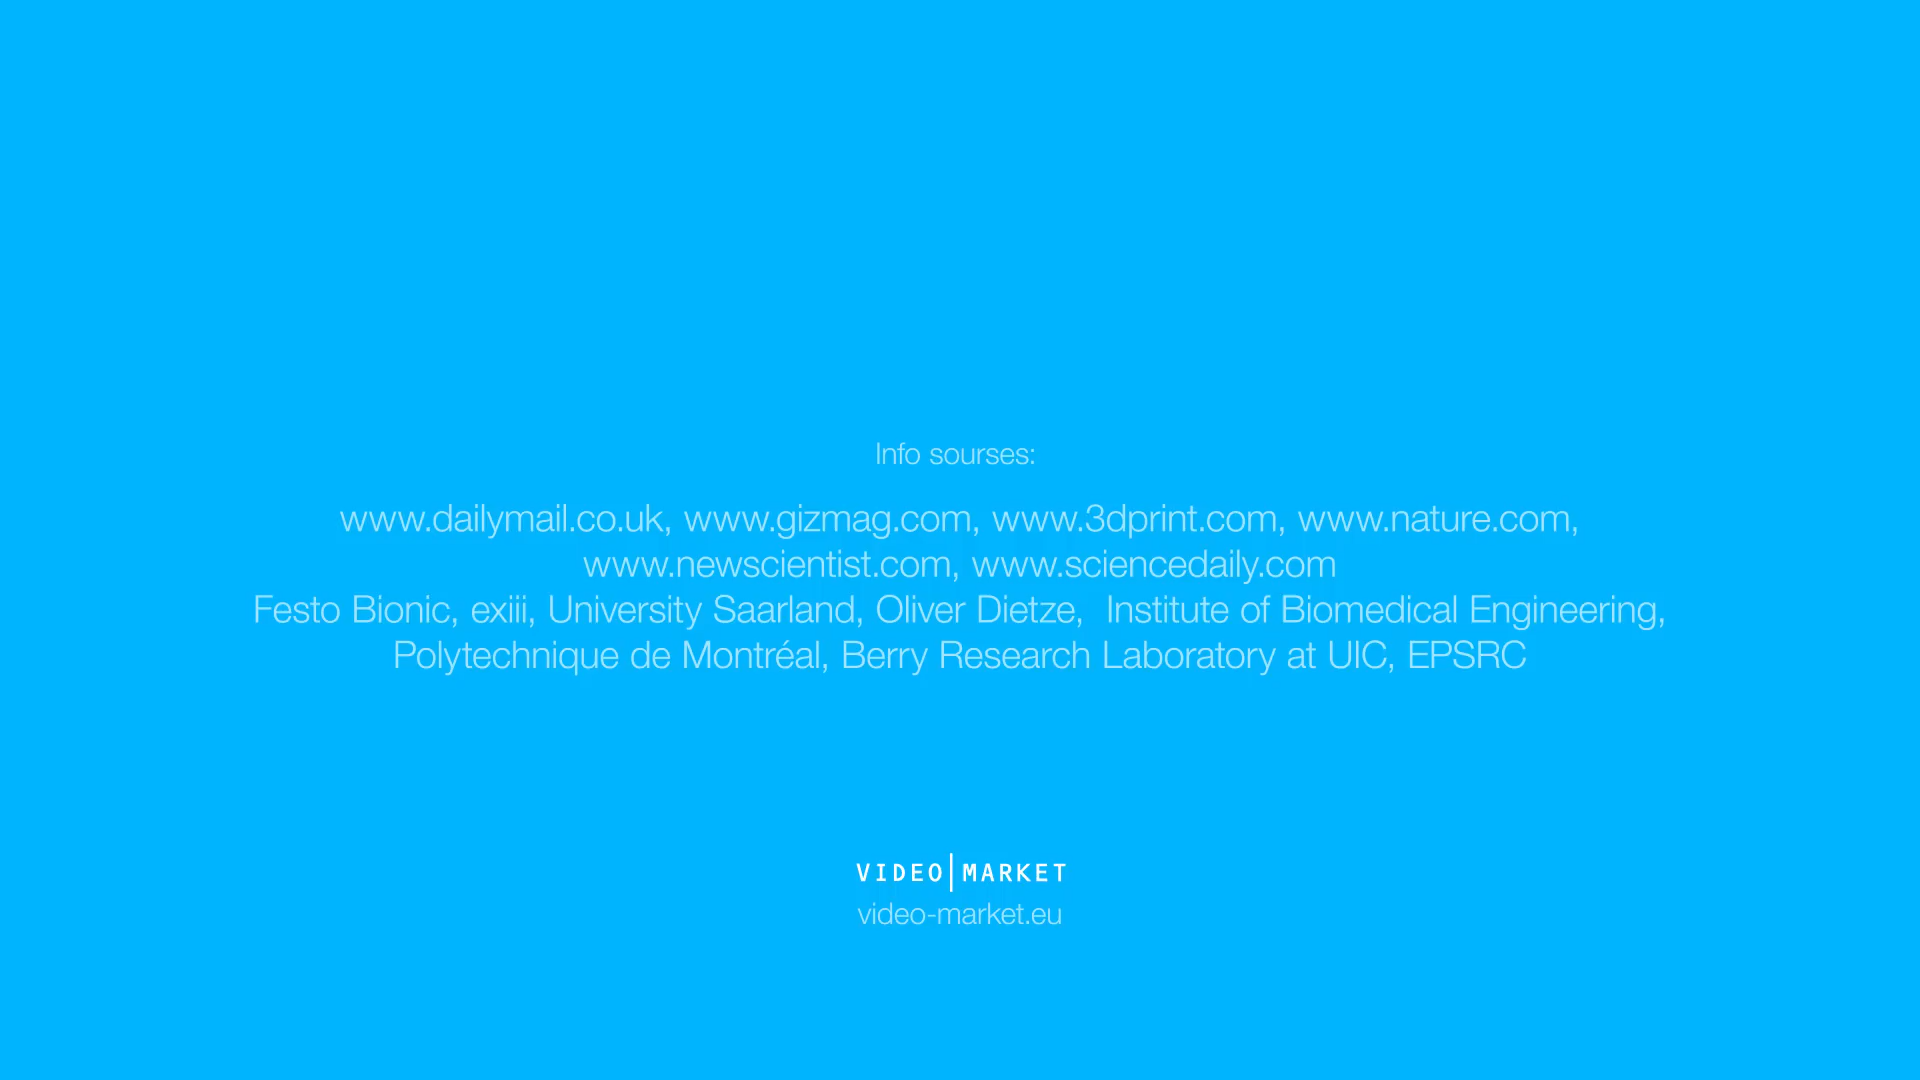 Info sourses:
www.dailymail.co.uk, www.gizmag.com, www.3dprint.com, www.nature.com,
www.newscientist.com, www.sciencedaily.com
Festo Bionic, exiii, University Saarland, Oliver Dietze,  Institute of Biomedical Engineering,
Polytechnique de Montréal, Berry Research Laboratory at UIC, EPSRC
VIDEO|MARKET
video-market.eu